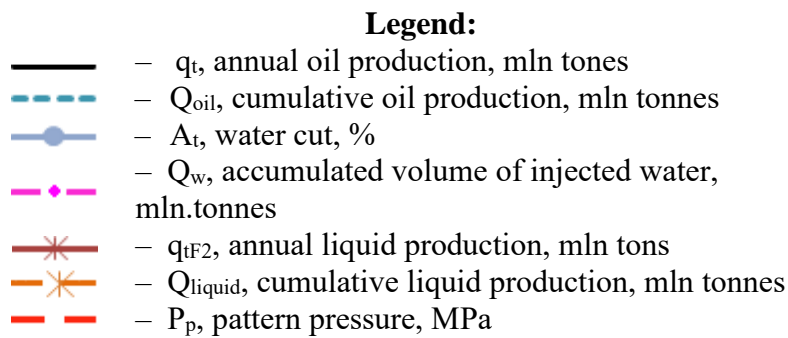 Legend:
– qt, annual oil production, mln tones
– Qoil, cumulative oil production, mln tonnes
– At, water cut, %
– Qw, accumulated volume of injected water,
mln.tonnes
– qtF2, annual liquid production, mln tons
– Qliquid, cumulative liquid production, mln tonnes
– Pp, pattern pressure, MPa